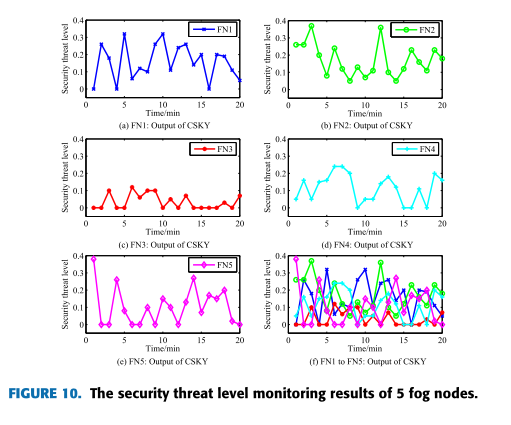 0.4
0.3
0.2
0.1
0
Security threat level
FN1
0 5 10 15 20
Time/min
(a) FN1: Output of CSKY
0.4
0.3
0.2
0.1
0
Security threat level
FN2
0 5 10 15 20
Time/min
(b) FN2: Output of CSKY
0.4
0.3
0.2
0.1
0
Security threat level
FN3
0 5 10 15 20
Time/min
(c) FN3: Output of CSKY
0.4
0.3
0.2
0.1
0
Security threat level
FN4
0 5 10 15 20
Time/min
(d) FN4: Output of CSKY
0.4
0.3
0.2
0.1
0
Security threat level
FN5
0 5 10 15 20
Time/min
(e) FN5: Output of CSKY
0.4
0.3
0.2
0.1
0
Security threat level
0 5 10 15 20
Time/min
(f) FN1 to FN5: Output of CSKY
FIGURE 10. The security threat level monitoring results of 5 fog nodes.